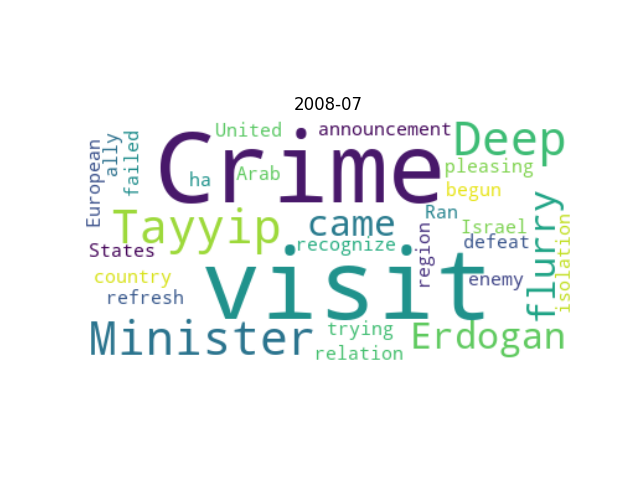 2008-07
United
announcement
Crime
Deep
European
ally
failed
pleasing
ha
Arab
begun
Tayyip
came
Ran
Israel
flurry
isolation
recognize
defeat
States
region
visit
country
enemy
refresh
Minister
trying
Erdogan
relation